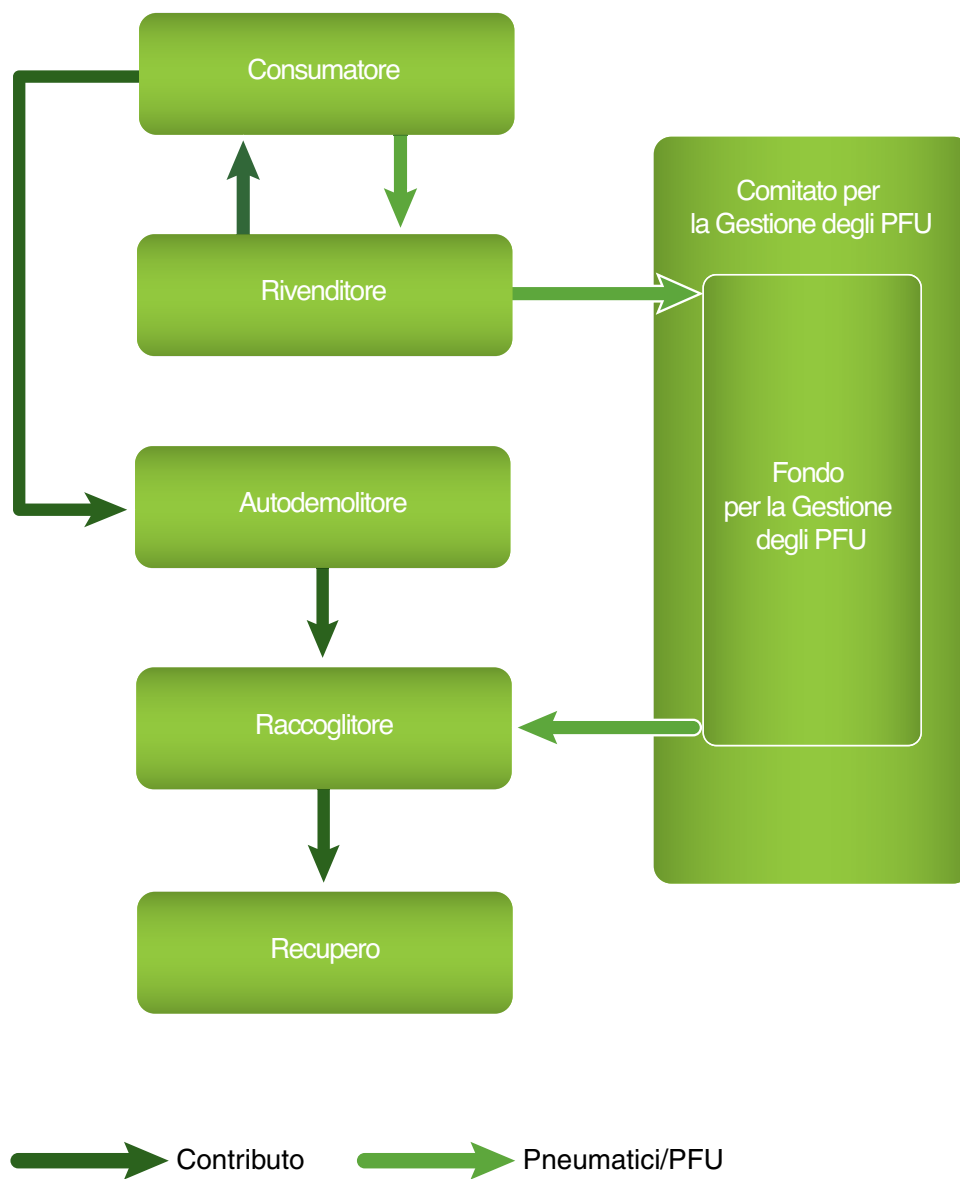 Consumatore
Comitato per
la Gestione degli PFU
Rivenditore
Fondo
per la Gestione
degli PFU
Autodemolitore
Raccoglitore
Recupero
Contributo
Pneumatici/PFU